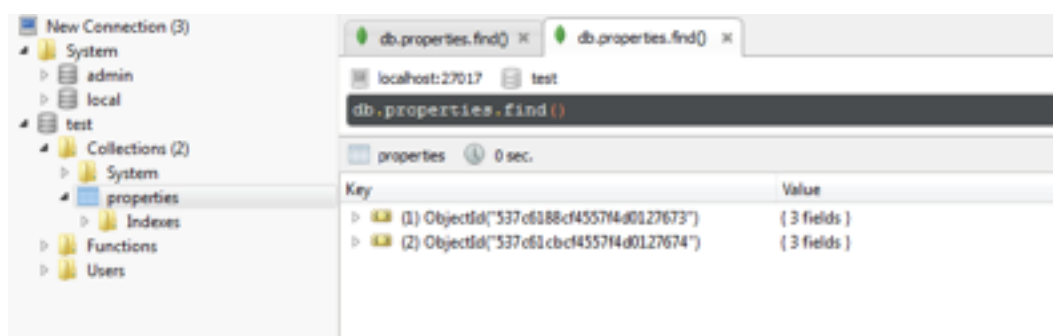 New Connection (3)
System
admin
local
test
Collections (2)
System
properties
Indexes
Functions
Users
db.properties.find() db.properties.find()
localhost:27017 test
db.properties.find()
properties 0 sec.
Key Value
(1) ObjectId("537c6188cf4557f4d0127673") { 3 fields }
(2) ObjectId("537c61cbcf4557f4d0127674") { 3 fields }